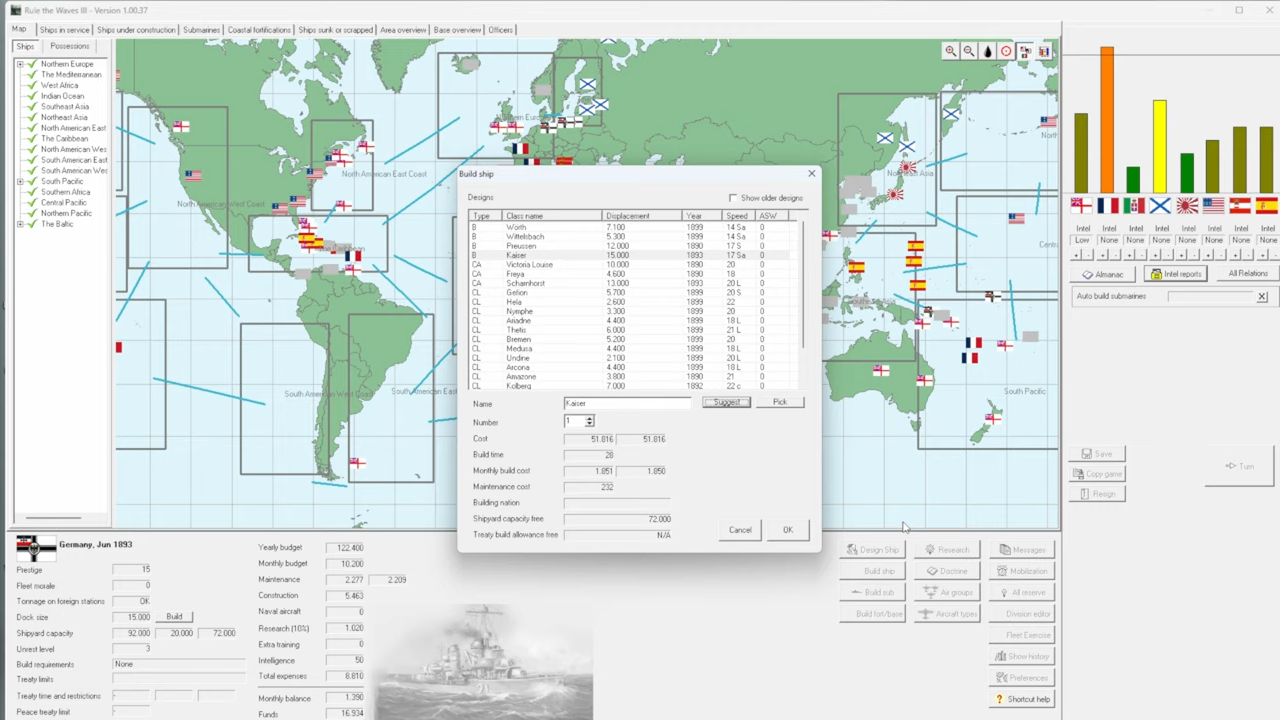 Rule the Waves III - Version 1.00.37
Map Ships in service Ships under construction Submarines Coastal fortifications Ships sunk or scrapped Area overview Base overview Officers
Ships Possessions
Northern Europe
The Mediterranean
West Africa
Indian Ocean
Southeast Asia
Northeast Asia
North American East
The Caribbean
North American Wes
South American East
South American Wes
South Pacific
Southern Africa
Central Pacific
Northern Pacific
The Baltic
North American East Coast
North American West Coast
South American West Coast
South American East
Northern Euro
South Pacific
Build ship
Designs Show older designs
Type Class name Displacement Year Speed ASW
B Wörth 7.100 1899 14 Sa 0
B Wittelsbach 5.300 1899 14 Sa 0
B Preussen 12.000 1890 17 S 0
B Kaiser 15.000 1893 17 Sa 0
CA Victoria Louise 10.000 1890 20 0
CA Freya 4.600 1890 18 0
CA Scharnhorst 13.000 1893 20 L 0
CL Gefion 5.700 1899 20 S 0
CL Hela 2.600 1899 22 0
CL Nymphe 3.300 1899 20 0
CL Ariadne 4.400 1899 18 L 0
CL Thetis 6.000 1899 20 L 0
CL Bremen 5.200 1899 20 0
CL Medusa 4.400 1899 18 L 0
CL Undine 2.100 1899 20 L 0
CL Arcona 4.400 1899 18 L 0
CL Amazone 3.800 1890 21 0
CL Kolberg 7.000 1892 22 c 0
Name Kaiser Suggest Pick
Number 1
Cost 51.816 51.816
Build time 28
Monthly build cost 1.851 1.850
Maintenance cost 232
Building nation
Shipyard capacity free 72.000
Treaty build allowance free N/A
Cancel OK
Intel Intel Intel Intel Intel Intel Intel Intel
Low None None None None None None None
Almanac Intel reports All Relations
Auto build submarines X
Save
Copy game
Resign
Turn
Germany, Jun 1893
Prestige 15
Fleet morale 0
Tonnage on foreign stations OK
Dock size 15.000 Build
Shipyard capacity 92.000 20.000 72.000
Unrest level 3
Build requirements None
Treaty limits
Treaty time and restrictions -
Peace treaty limit -
Yearly budget 122.400
Monthly budget 10.200
Maintenance 2.277 2.209
Construction 5.463
Naval aircraft 0
Research (10%) 1.020
Extra training 0
Intelligence 50
Total expenses 8.810
Monthly balance 1.390
Funds 16.934
Design Ship Research Messages
Build ship Doctrine Mobilization
Build sub Air groups All reserve
Build fort/base Aircraft types Division editor
Fleet Exercise
Show history
Preferences
? Shortcut help